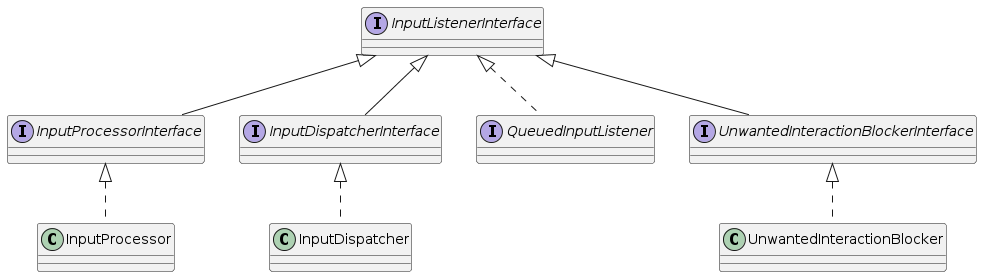 I InputListenerInterface
I InputProcessorInterface
I InputDispatcherInterface
I QueuedInputListener
I UnwantedInteractionBlockerInterface
C InputProcessor
C InputDispatcher
C UnwantedInteractionBlocker